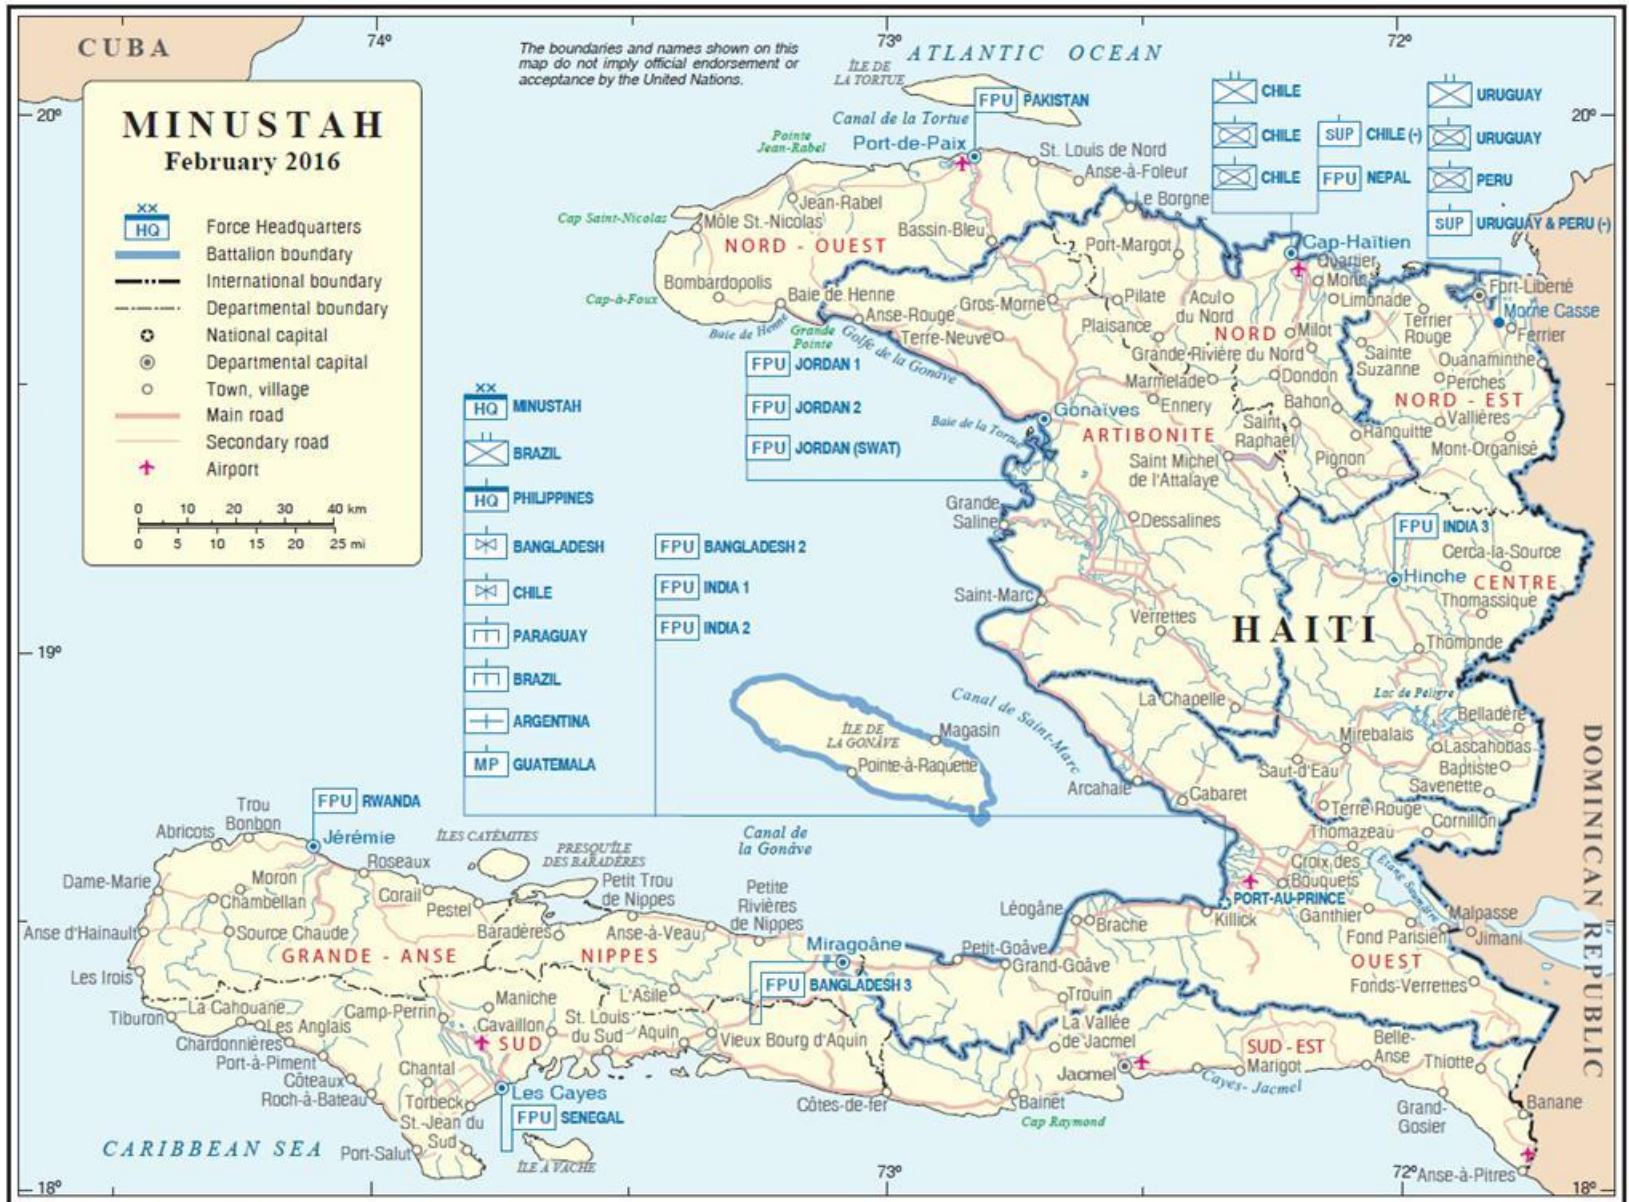 CUBA
74°
73°
72°
The boundaries and names shown on this
map do not imply official endorsement or
acceptance by the United Nations.
ATLANTIC OCEAN
20°
20°
MINUSTAH
February 2016
XX
HQ
Force Headquarters
Battalion boundary
International boundary
Departmental boundary
National capital
Departmental capital
Town, village
Main road
Secondary road
Airport
0 10 20 30 40 km
0 5 10 15 20 25 mi
ÎLE DE
LA TORTUE
FPU PAKISTAN
Canal de la Tortue
Port-de-Paix
Pointe
Jean-Rabel
St. Louis de Nord
Anse-à-Foleur
Le Borgne
CHILE
CHILE
CHILE
SUP CHILE (-)
FPU NEPAL
URUGUAY
URUGUAY
PERU
SUP URUGUAY & PERU (-)
Jean-Rabel
Cap Saint-Nicolas
Môle St.-Nicolas
NORD - OUEST
Bassin-Bleu
Port-Margot
Cap-Haïtien
Quartier
Morin
Limonade
Fort-Liberté
Morne Casse
Ferrier
Bombardopolis
Cap-à-Foux
Baie de Henne
Baie de Henne
Grande
Pointe
Anse-Rouge
Gros-Morne
Pilate
Acul
du Nord
Plaisance
NORD
Milot
Terrier
Rouge
Terre-Neuve
Golfe de la Gonâve
Grande Rivière du Nord
Sainte
Suzanne
Ouanaminthe
Perches
Marmelade
Dondon
NORD - EST
Ennery
Bahon
Vallières
FPU JORDAN 1
FPU JORDAN 2
FPU JORDAN (SWAT)
Gonaïves
Baie de la Tortue
ARTIBONITE
Saint
Raphaël
Ranquitte
Mont-Organisé
Saint Michel
de l'Attalaye
Pignon
XX
HQ MINUSTAH
BRAZIL
HQ PHILIPPINES
BANGLADESH
CHILE
PARAGUAY
BRAZIL
ARGENTINA
MP GUATEMALA
FPU BANGLADESH 2
FPU INDIA 1
FPU INDIA 2
Grande
Saline
Dessalines
FPU INDIA 3
Cerca-la-Source
Hinche
CENTRE
Thomassique
Saint-Marc
Verrettes
HAITI
Thomonde
19°
Lac de Peligre
La Chapelle
Belladère
Canal de Saint-Marc
ÎLE DE
LA GONÂVE
Magasin
Pointe-à-Raquette
Mirebalais
Lascahobas
Saut-d'Eau
Baptiste
Savenette
Arcahaie
Cabaret
Terre Rouge
Cornillon
DOMINICAN REPUBLIC
FPU RWANDA
Trou
Bonbon
Abricots
Jérémie
ÎLES CAYÉMITES
Canal de
la Gonâve
Thomazeau
Roseaux
PRESQU'ÎLE
DES BARADÈRES
Croix des
Bouquets
Etang Saumâtre
Dame-Marie
Moron
Chambellan
Corail
Pestel
Petit Trou
de Nippes
Petite
Rivières
de Nippes
PORT-AU-PRINCE
Léogâne
Brache
Killick
Ganthier
Malpasse
Jimani
Fond Parisien
Anse d'Hainault
Source Chaude
Baradères
Anse-à-Veau
Miragoâne
Petit-Goâve
Grand-Goâve
GRANDE - ANSE
NIPPES
OUEST
Les Irois
FPU BANGLADESH 3
Fonds-Verrettes
La Cahouane
Maniche
L'Asile
Trouin
Tiburon
Les Anglais
Camp-Perrin
Cavaillon
St. Louis
du Sud
Aquin
Vieux Bourg d'Aquin
La Vallée
de Jacmel
Belle-
Anse
Chardonnières
SUD
SUD - EST
Port-à-Piment
Marigot
Thiotte
Côteaux
Chantal
Jacmel
Cayes-Jacmel
Roch-à-Bateau
Torbeck
Les Cayes
Côtes-de-fer
Bainet
Cap Raymond
Grand-
Gosier
Banane
St.-Jean du
Sud
FPU SENEGAL
CARIBBEAN SEA
Port-Salut
ÎLE À VACHE
Anse-à-Pitres
18°
73°
72°
18°